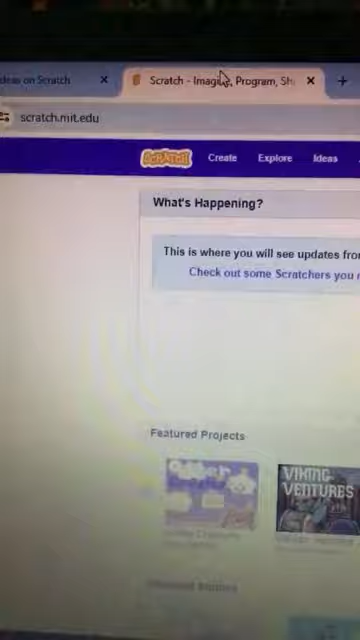 deas on Scratch
Scratch - Imagine, Program, Sh
scratch.mit.edu
SCRATCH
Create
Explore
Ideas
What's Happening?
This is where you will see updates fro
Check out some Scratchers you
Featured Projects
VIKING
VENTURES